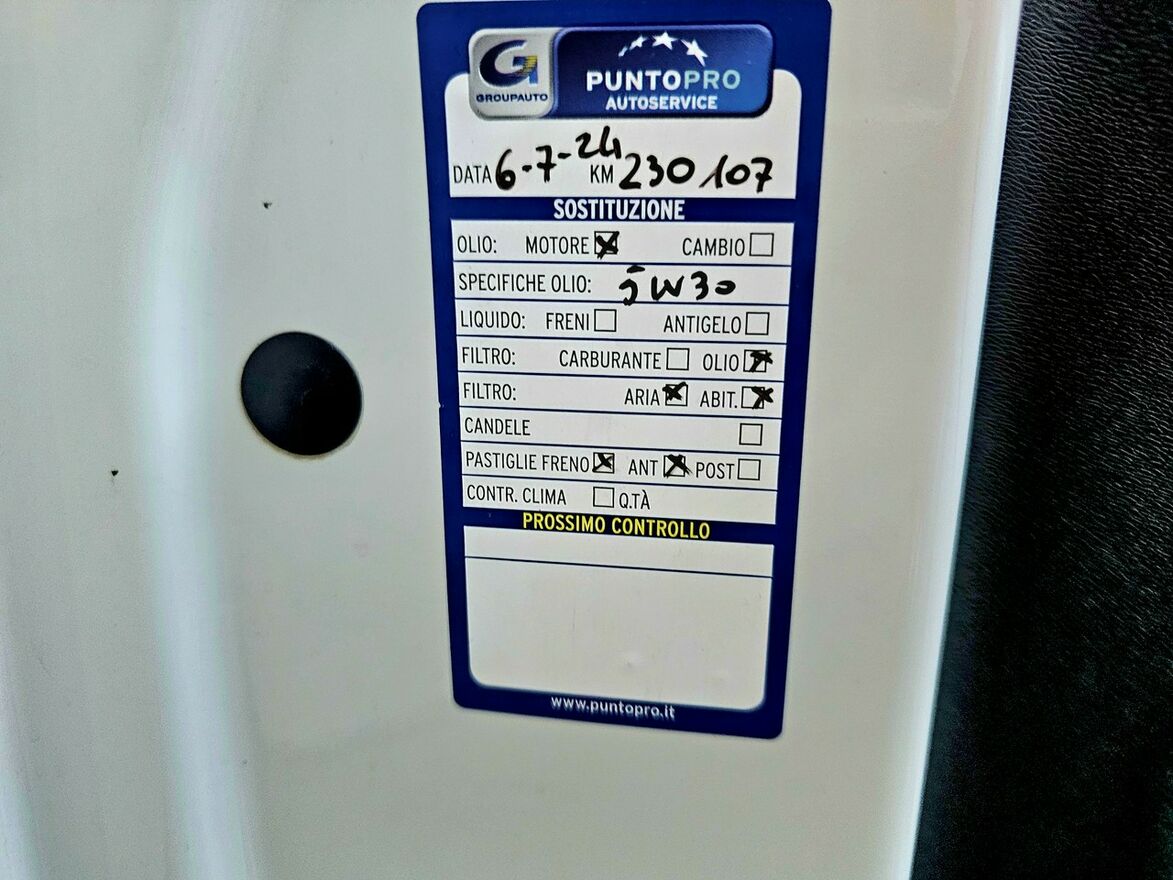 G
GROUPAUTO
PUNTOPRO
AUTOSERVICE
DATA 6-7-24 KM 230107
SOSTITUZIONE
OLIO: MOTORE CAMBIO
SPECIFICHE OLIO: 5W30
LIQUIDO: FRENI ANTIGELO
FILTRO: CARBURANTE OLIO
FILTRO: ARIA ABIT.
CANDELE
PASTIGLIE FRENO ANT POST
CONTR. CLIMA Q.TÀ
PROSSIMO CONTROLLO
www.puntopro.it